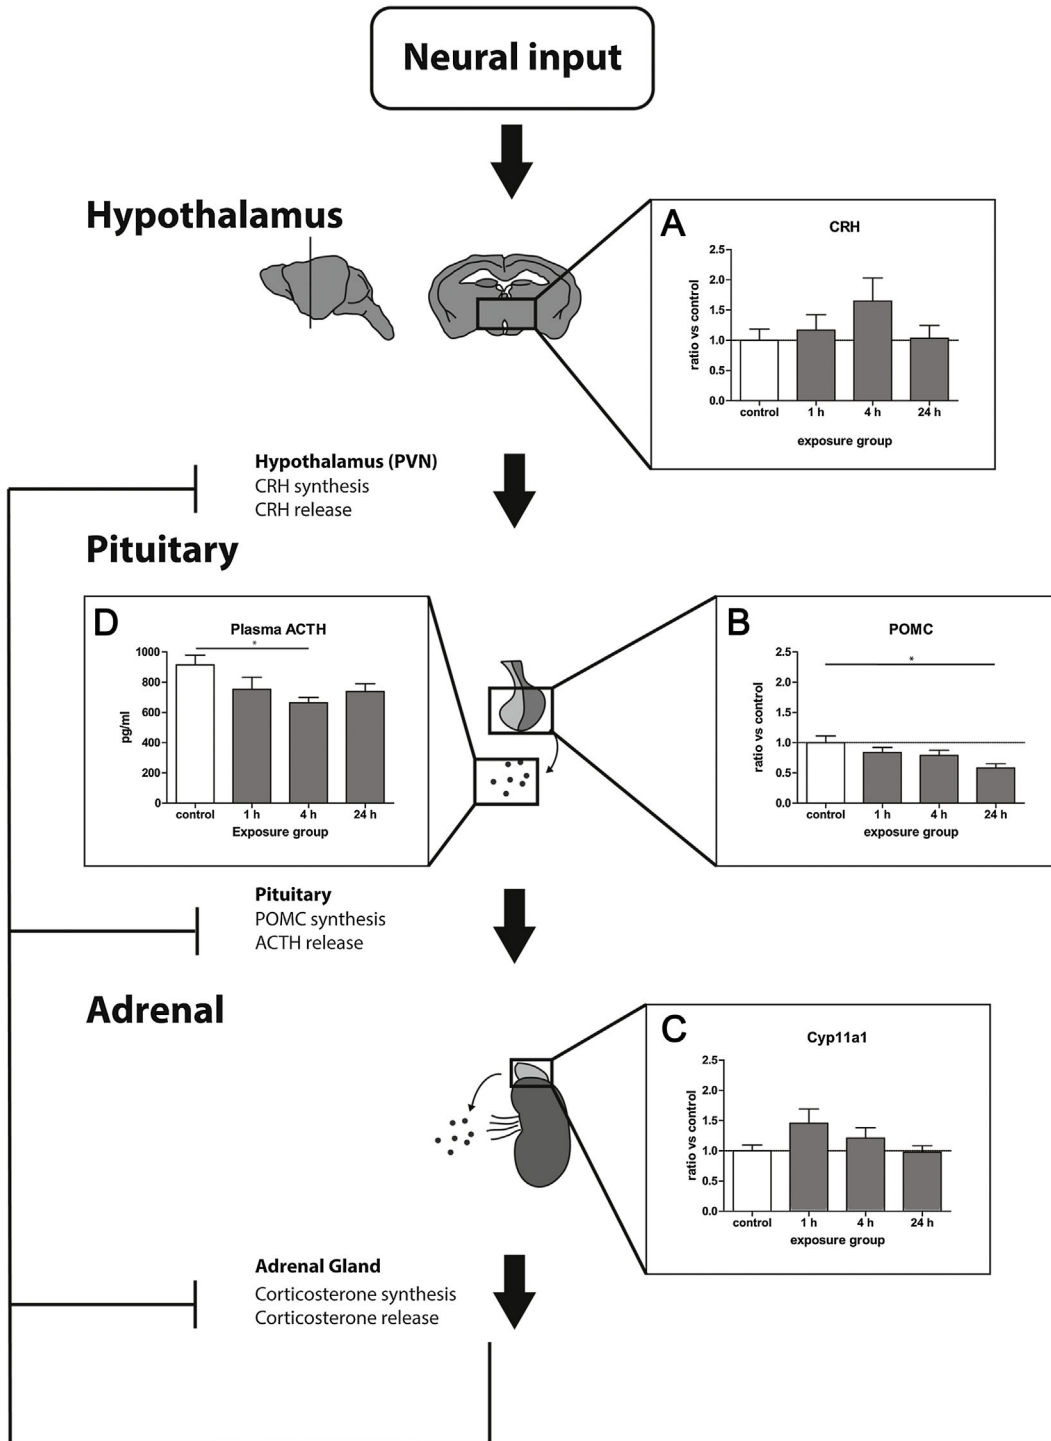 Neural input
Hypothalamus
A
CRH
2.5
2.0
1.5
1.0
0.5
0.0
ratio vs control
control 1 h 4 h 24 h
exposure group
Hypothalamus (PVN)
CRH synthesis
CRH release
Pituitary
D
Plasma ACTH
*
1000
800
600
400
200
0
pg/ml
control 1 h 4 h 24 h
Exposure group
B
POMC
*
2.5
2.0
1.5
1.0
0.5
0.0
ratio vs control
control 1 h 4 h 24 h
exposure group
Pituitary
POMC synthesis
ACTH release
Adrenal
C
Cyp11a1
2.5
2.0
1.5
1.0
0.5
0.0
ratio vs control
control 1 h 4 h 24 h
exposure group
Adrenal Gland
Corticosterone synthesis
Corticosterone release